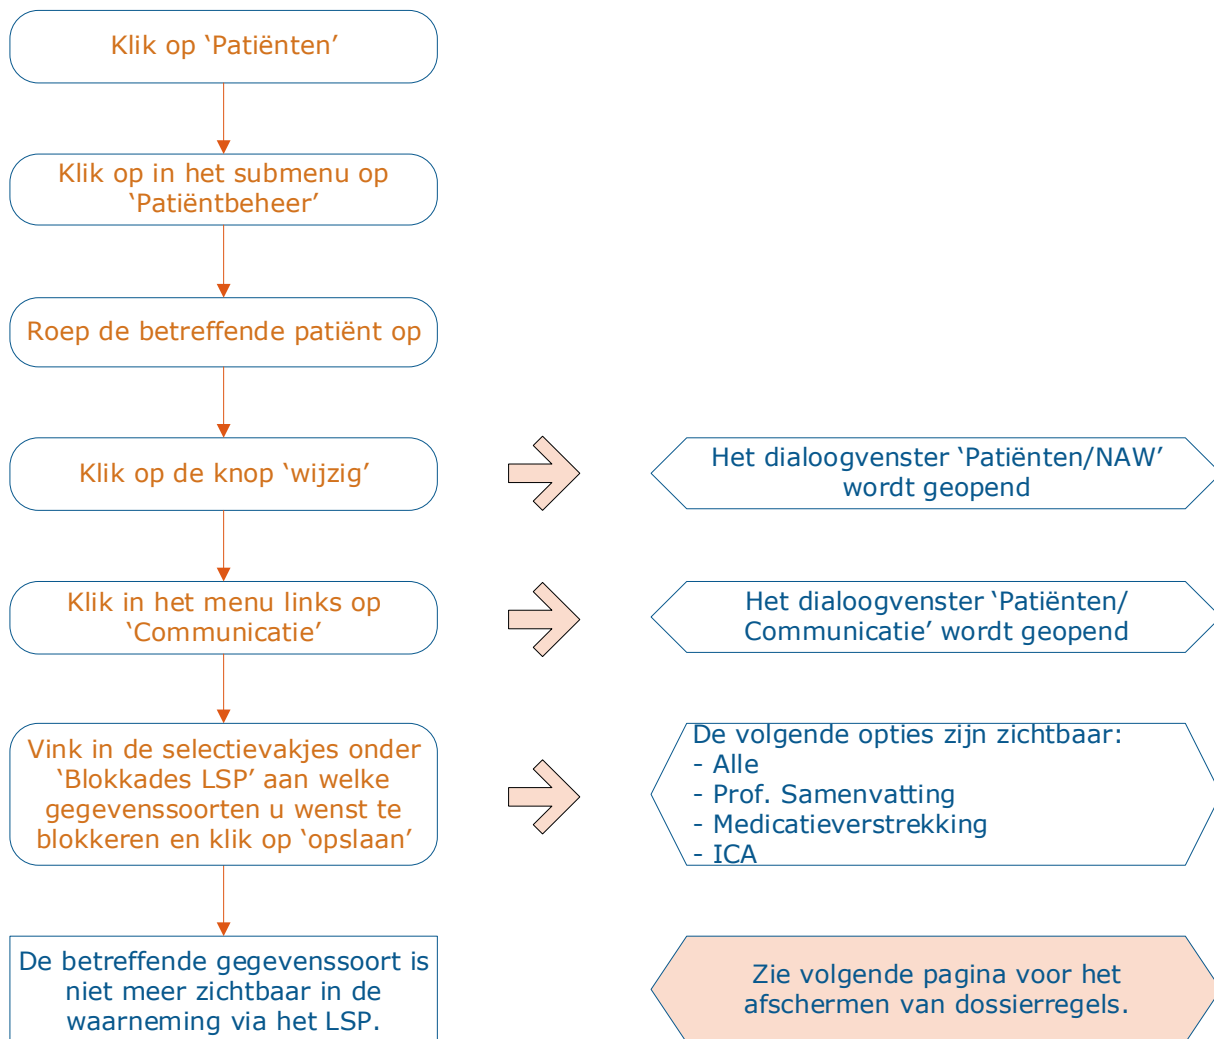 Klik op ‘Patiënten’
Klik op in het submenu op
‘Patiëntbeheer’
Roep de betreffende patiënt op
Klik op de knop ‘wijzig’
Het dialoogvenster ‘Patiënten/NAW’
wordt geopend
Klik in het menu links op
‘Communicatie’
Het dialoogvenster ‘Patiënten/
Communicatie’ wordt geopend
Vink in de selectievakjes onder
‘Blokkades LSP’ aan welke
gegevenssoorten u wenst te
blokkeren en klik op ‘opslaan’
De volgende opties zijn zichtbaar:
- Alle
- Prof. Samenvatting
- Medicatieverstrekking
- ICA
De betreffende gegevenssoort is
niet meer zichtbaar in de
waarneming via het LSP.
Zie volgende pagina voor het
afschermen van dossierregels.